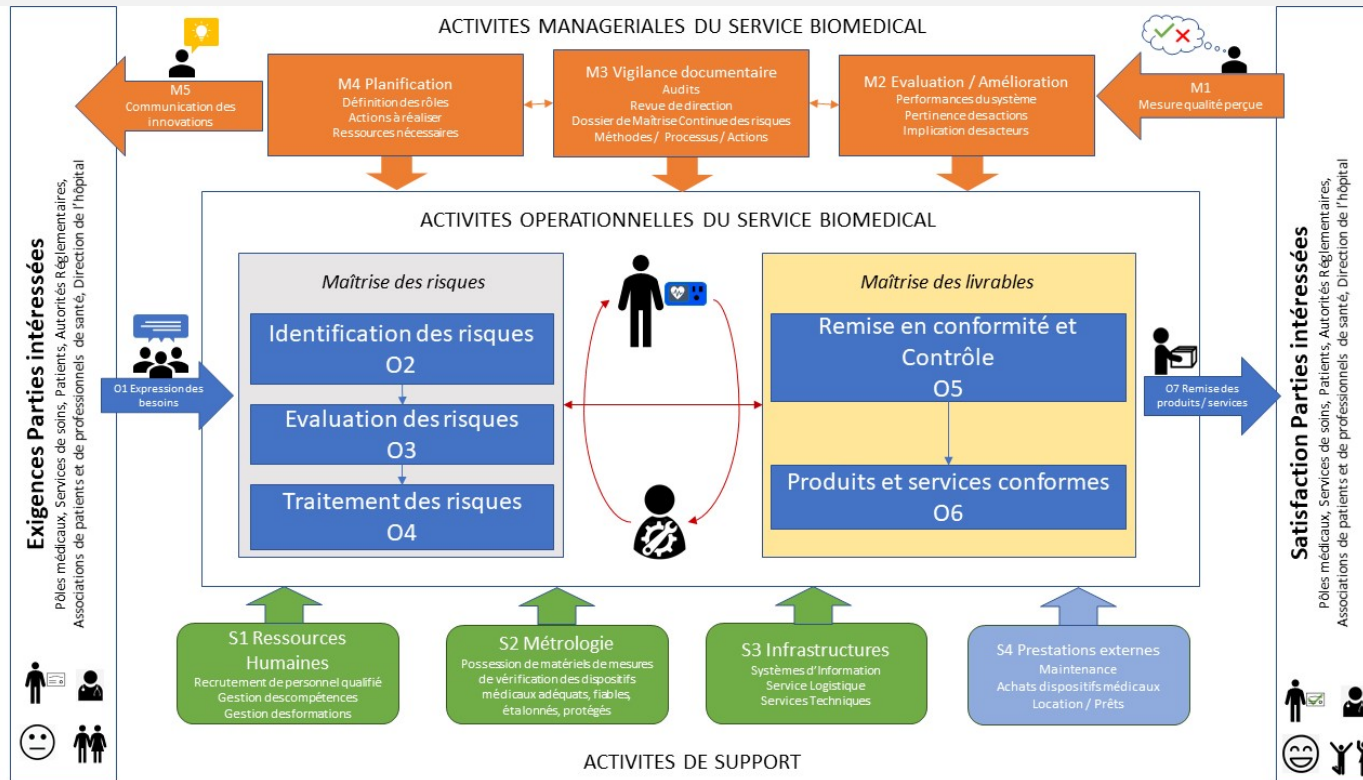 ACTIVITES MANAGERIALES DU SERVICE BIOMEDICAL
M5
Communication des
innovations
M4 Planification
Définition des rôles
Actions à réaliser
Ressources nécessaires
M3 Vigilance documentaire
Audits
Revue de direction
Dossier de Maîtrise Continue des risques
Méthodes / Processus / Actions
M2 Evaluation / Amélioration
Performances du système
Pertinence des actions
Implication des acteurs
M1
Mesure qualité perçue
Exigences Parties intéressées
Pôles médicaux, Services de soins, Patients, Autorités Réglementaires,
Associations de patients et de professionnels de santé, Direction de l'hôpital
O1 Expression des
besoins
ACTIVITES OPERATIONNELLES DU SERVICE BIOMEDICAL
Maîtrise des risques
Identification des risques
O2
Evaluation des risques
O3
Traitement des risques
O4
Maîtrise des livrables
Remise en conformité et
Contrôle
O5
Produits et services conformes
O6
O7 Remise des
produits / services
Satisfaction Parties intéressées
Pôles médicaux, Services de soins, Patients, Autorités Réglementaires,
Associations de patients et de professionnels de santé, Direction de l'hôpital
S1 Ressources
Humaines
Recrutement de personnel qualifié
Gestion des compétences
Gestion des formations
S2 Métrologie
Possession de matériels de mesures
de vérification des dispositifs
médicaux adéquats, fiables,
étalonnés, protégés
S3 Infrastructures
Systèmes d'Information
Service Logistique
Services Techniques
S4 Prestations externes
Maintenance
Achats dispositifs médicaux
Location / Prêts
ACTIVITES DE SUPPORT